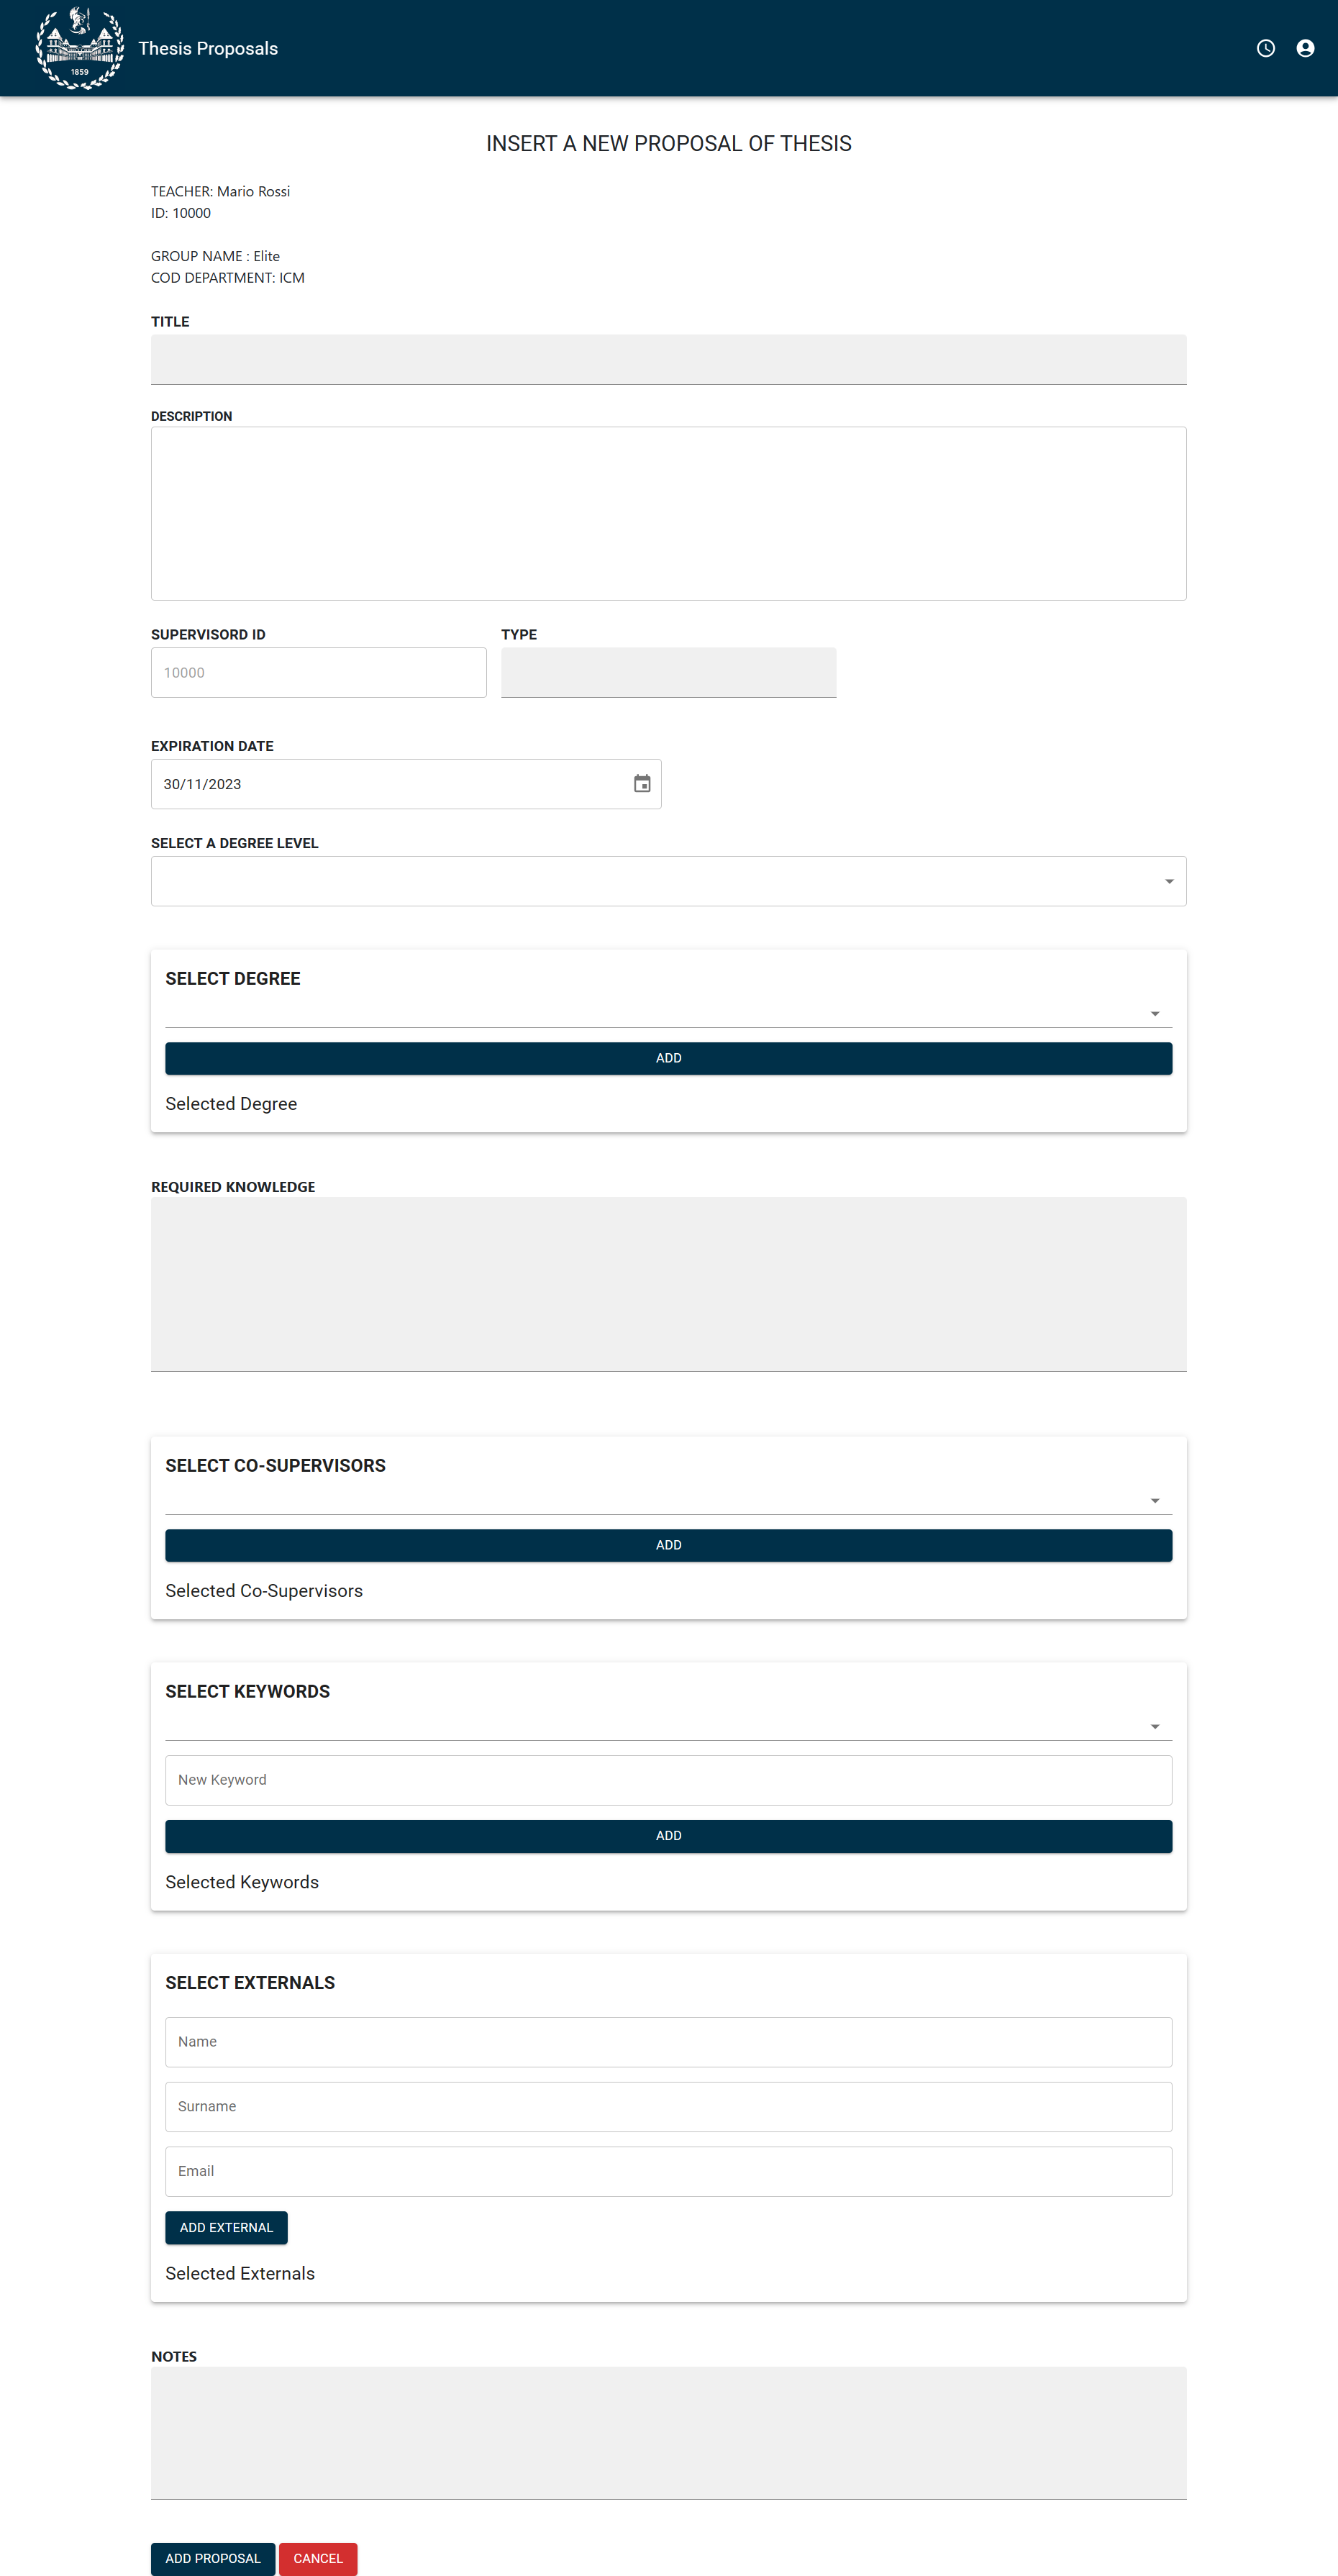 1859
Thesis Proposals
INSERT A NEW PROPOSAL OF THESIS
TEACHER: Mario Rossi
ID: 10000
GROUP NAME : Elite
COD DEPARTMENT: ICM
TITLE
DESCRIPTION
SUPERVISORD ID TYPE
10000
EXPIRATION DATE
30/11/2023
SELECT A DEGREE LEVEL
SELECT DEGREE
ADD
Selected Degree
REQUIRED KNOWLEDGE
SELECT CO-SUPERVISORS
ADD
Selected Co-Supervisors
SELECT KEYWORDS
New Keyword
ADD
Selected Keywords
SELECT EXTERNALS
Name
Surname
Email
ADD EXTERNAL
Selected Externals
NOTES
ADD PROPOSAL CANCEL